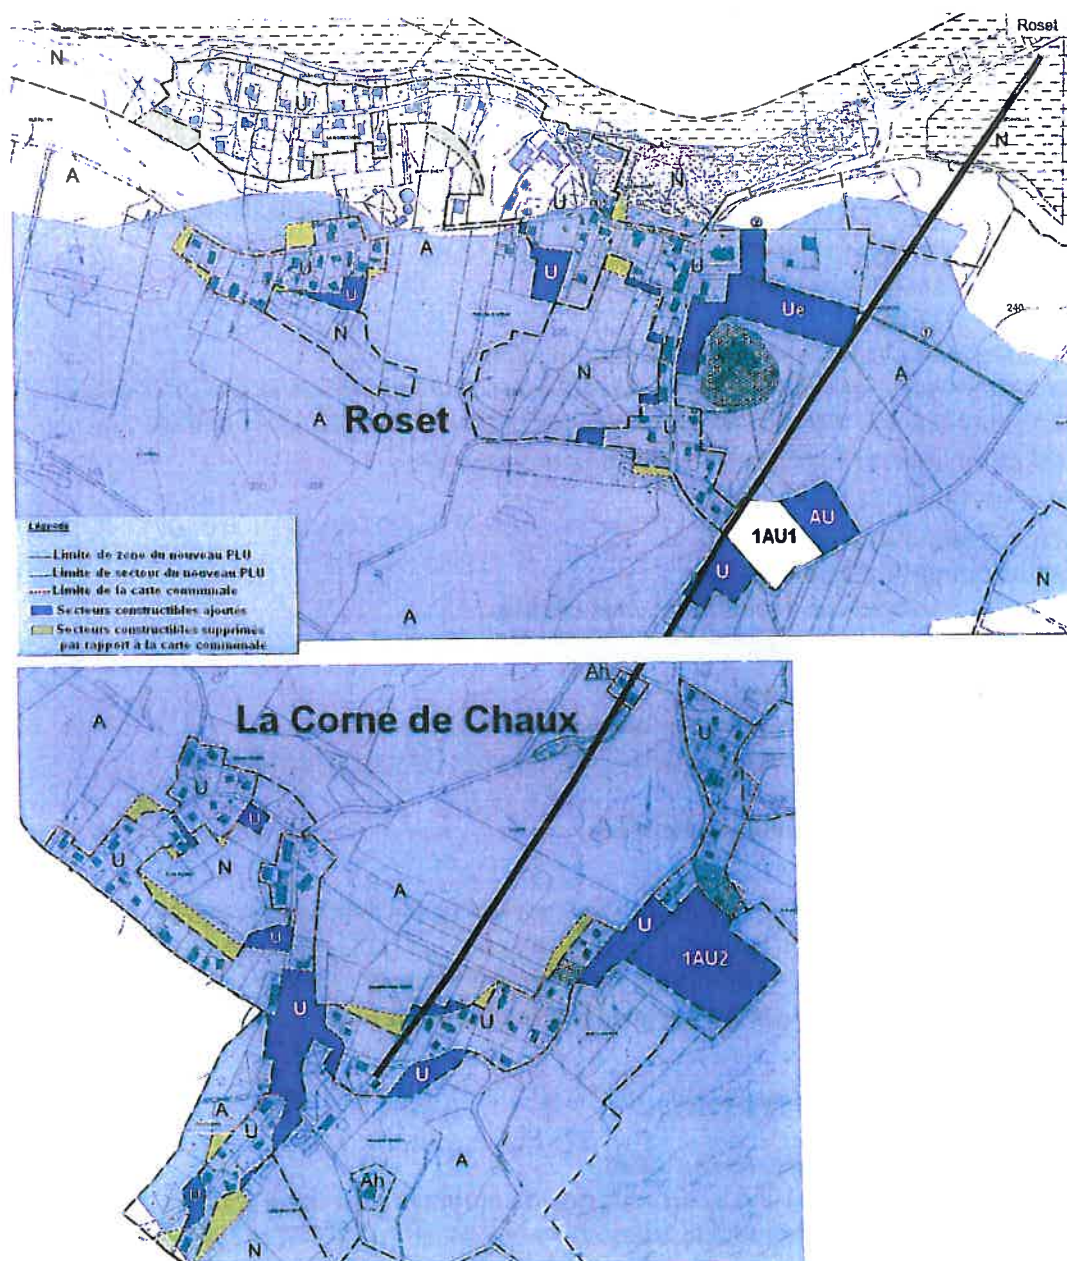 Roset
N
U
N
A
N
U
A
U
U
U
U
Ue
240
N
A
N
A
A
Roset
U
1AU1
AU
U
N
A
Légende
Limite de zone du nouveau PLU
Limite de secteur du nouveau PLU
Limite de la carte communale
Secteurs constructibles ajoutés
Secteurs constructibles supprimés
par rapport à la carte communale
Ah
A
La Corne de Chaux
U
U
U
U
N
A
U
U
1AU2
U
U
U
A
U
A
Ah
U
N